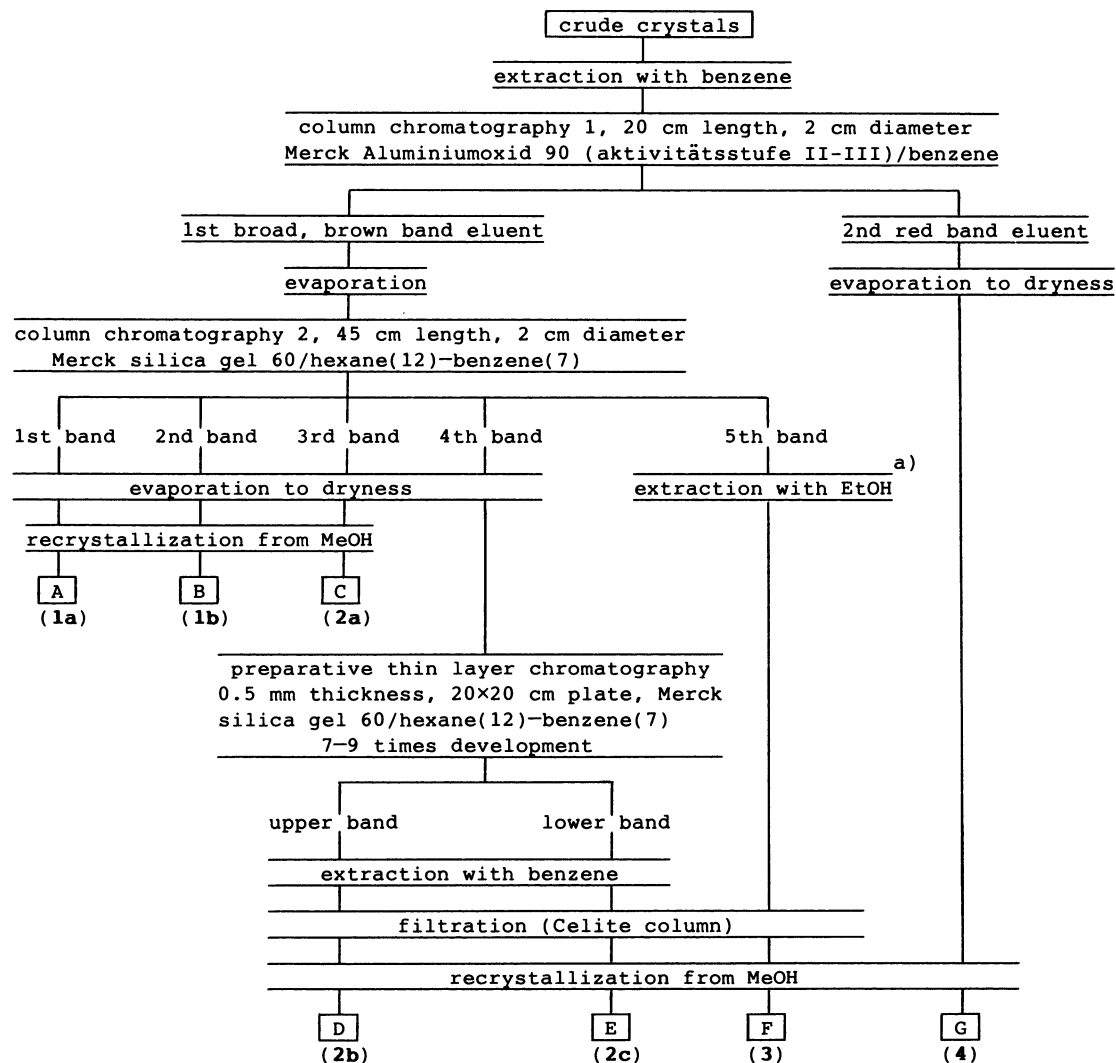 crude crystals
extraction with benzene
column chromatography 1, 20 cm length, 2 cm diameter
Merck Aluminiumoxid 90 (aktivitätsstufe II-III)/benzene
1st broad, brown band eluent
2nd red band eluent
evaporation
evaporation to dryness
column chromatography 2, 45 cm length, 2 cm diameter
Merck silica gel 60/hexane(12)—benzene(7)
1st band 2nd band 3rd band 4th band 5th band
a)
evaporation to dryness
extraction with EtOH
recrystallization from MeOH
A B C
(1a) (1b) (2a)
preparative thin layer chromatography
0.5 mm thickness, 20×20 cm plate, Merck
silica gel 60/hexane(12)—benzene(7)
7—9 times development
upper band lower band
extraction with benzene
filtration (Celite column)
recrystallization from MeOH
D E F G
(2b) (2c) (3) (4)